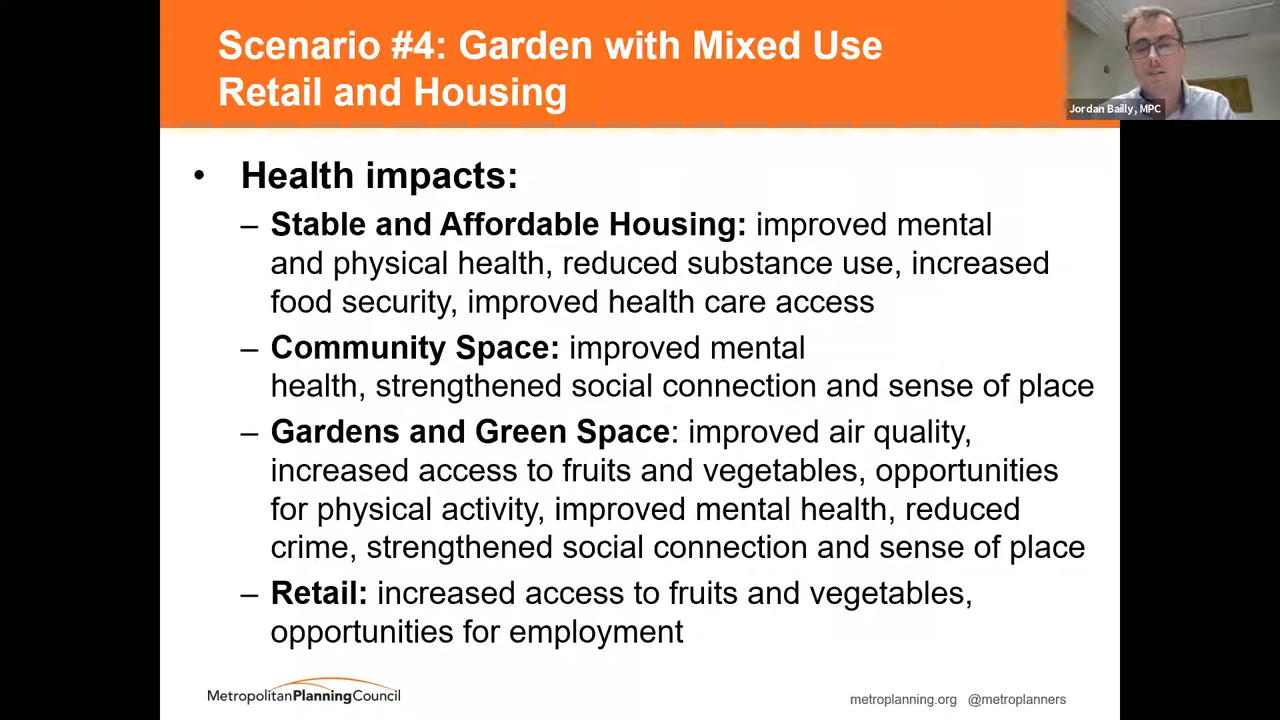 Scenario #4: Garden with Mixed Use
Retail and Housing
Jordan Bailly, MPC
• Health impacts:
– Stable and Affordable Housing: improved mental
and physical health, reduced substance use, increased
food security, improved health care access
– Community Space: improved mental
health, strengthened social connection and sense of place
– Gardens and Green Space: improved air quality,
increased access to fruits and vegetables, opportunities
for physical activity, improved mental health, reduced
crime, strengthened social connection and sense of place
– Retail: increased access to fruits and vegetables,
opportunities for employment
MetropolitanPlanningCouncil
metroplanning.org @metroplanners